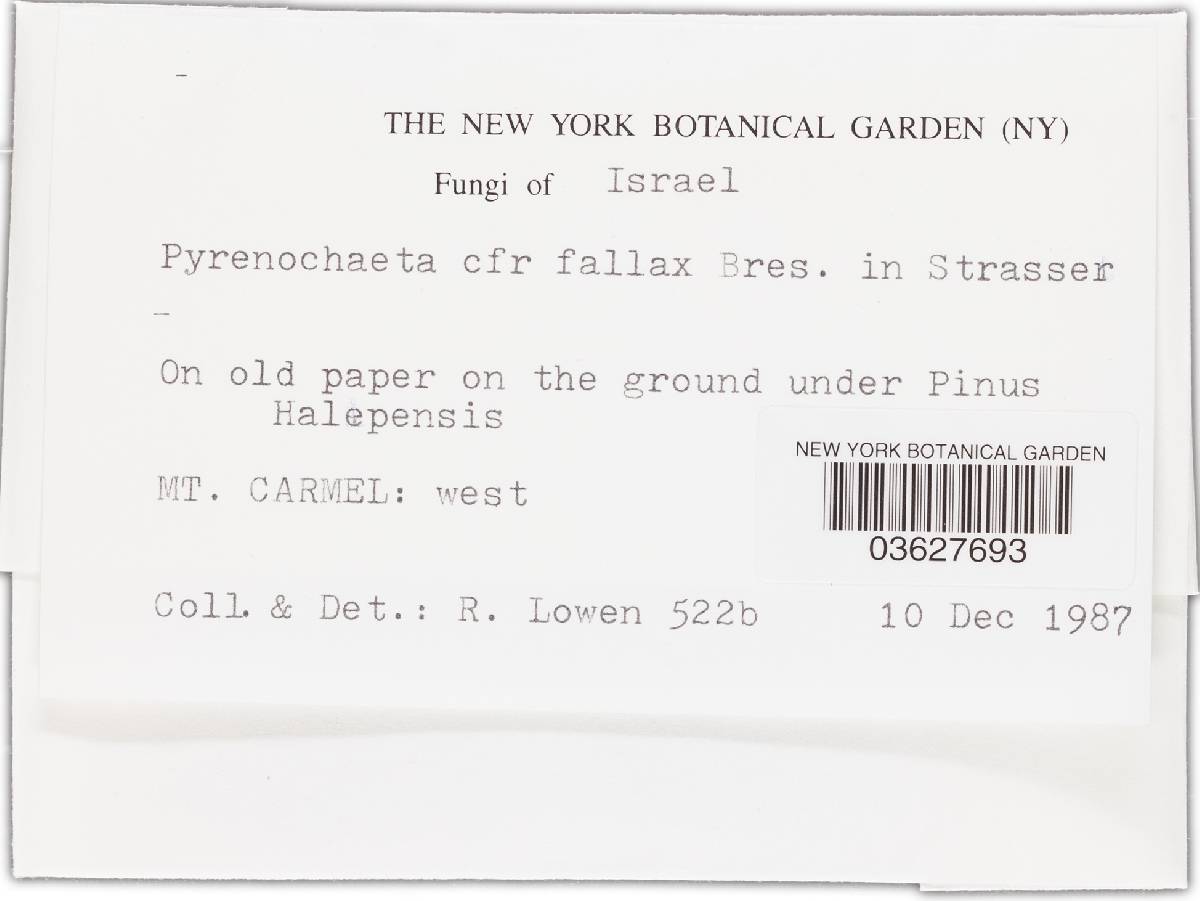 THE NEW YORK BOTANICAL GARDEN (NY)
Fungi of Israel
Pyrenochaeta cfr fallax Bres. in Strasser
On old paper on the ground under Pinus
Halepensis
MT. CARMEL: west
NEW YORK BOTANICAL GARDEN
03627693
Coll. & Det.: R. Lowen 522b 10 Dec 1987